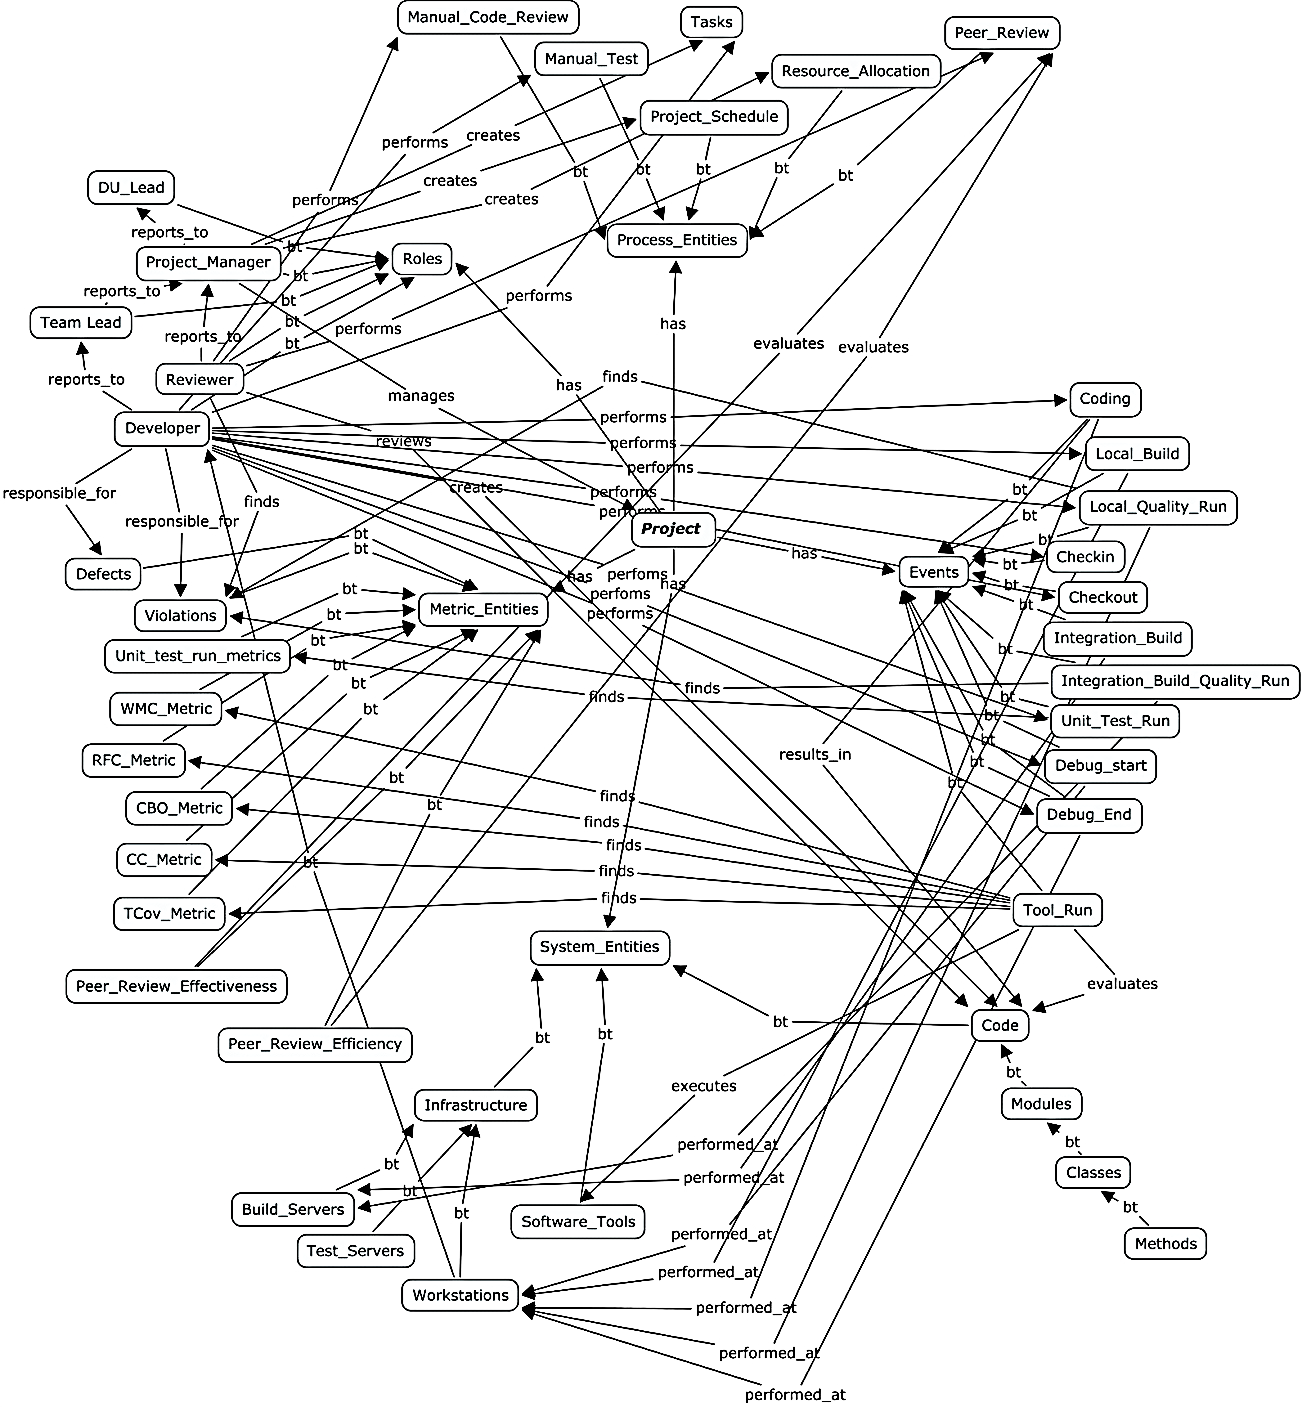 Manual_Code_Review
Tasks
Peer_Review
Manual_Test
Resource_Allocation
Project_Schedule
performs
creates
bt
bt
bt
bt
bt
creates
DU_Lead
performs
creates
reports_to
Process_Entities
bt
Project_Manager
Roles
bt
reports_to
bt
performs
Team Lead
bt
has
performs
reports_to
bt
evaluates
evaluates
reports_to
Reviewer
finds
has
manages
Coding
performs
Developer
reviews
performs
Local_Build
performs
creates
bt
responsible_for
performs
finds
Local_Quality_Run
performs
bt
responsible_for
Project
bt
bt
bt
has
Checkin
bt
Defects
has
perfoms
has
Events
bt
bt
perfoms
Checkout
bt
Violations
bt
Metric_Entities
performs
bt
Integration_Build
bt
Unit_test_run_metrics
bt
bt
finds
Integration_Build_Quality_Run
finds
bt
WMC_Metric
bt
bt
Unit_Test_Run
bt
RFC_Metric
results_in
bt
Debug_start
bt
bt
CBO_Metric
bt
finds
Debug_End
finds
CC_Metric
bt
finds
finds
TCov_Metric
finds
Tool_Run
System_Entities
Peer_Review_Effectiveness
evaluates
Code
bt
Peer_Review_Efficiency
bt
bt
bt
executes
Infrastructure
Modules
bt
performed_at
bt
Classes
performed_at
bt
bt
Build_Servers
bt
Software_Tools
performed_at
Test_Servers
Methods
performed_at
Workstations
performed_at
performed_at
performed_at